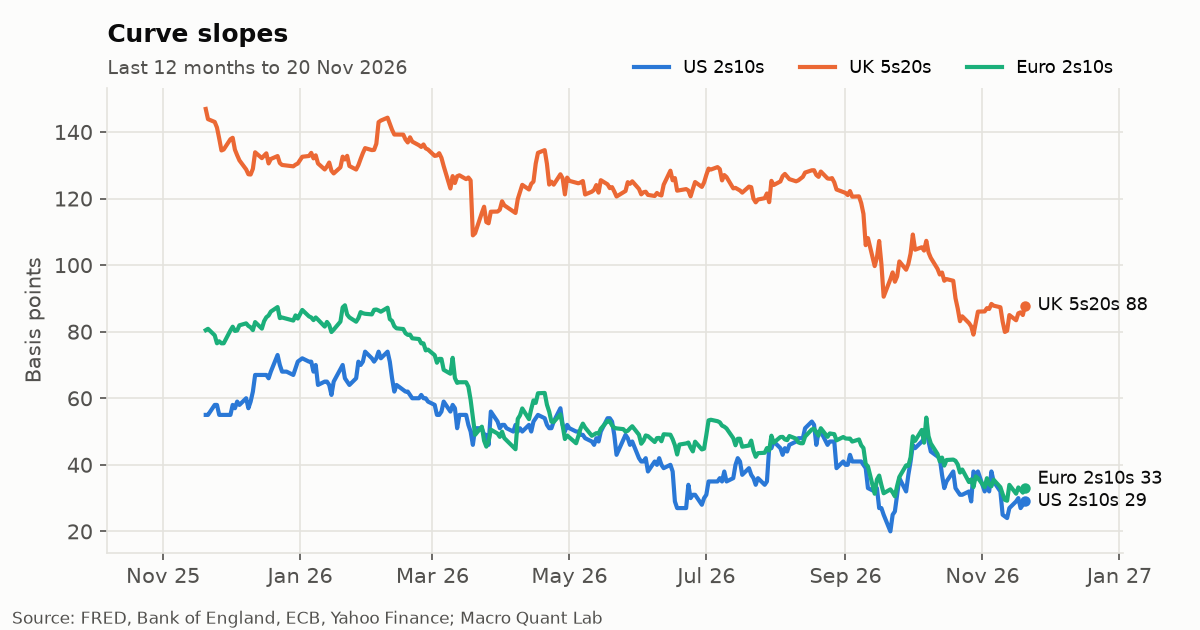 Curve slopes
Last 12 months to 20 Nov 2026
US 2s10s
UK 5s20s
Euro 2s10s
Basis points
140
120
100
80
60
40
20
UK 5s20s 88
Euro 2s10s 33
US 2s10s 29
Nov 25
Jan 26
Mar 26
May 26
Jul 26
Sep 26
Nov 26
Jan 27
Source: FRED, Bank of England, ECB, Yahoo Finance; Macro Quant Lab